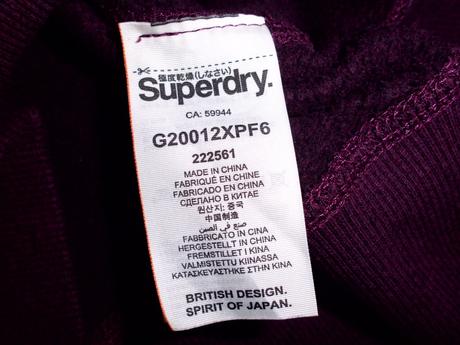 極度乾燥(しなさい)
Superdry.
CA: 59944
G20012XPF6
222561
MADE IN CHINA
FABRIQUÉ EN CHINE
FABRICADO EN CHINA
СДЕЛАНО В КИТАЕ
원산지: 중국
中国制造
صنع في الصين
FABBRICATO IN CINA
HERGESTELLT IN CHINA
FREMSTILLET I KINA
VALMISTETTU KIINASSA
ΚΑΤΑΣΚΕΥΑΣΤΗΚΕ ΣΤΗΝ ΚΙΝΑ
BRITISH DESIGN.
SPIRIT OF JAPAN.